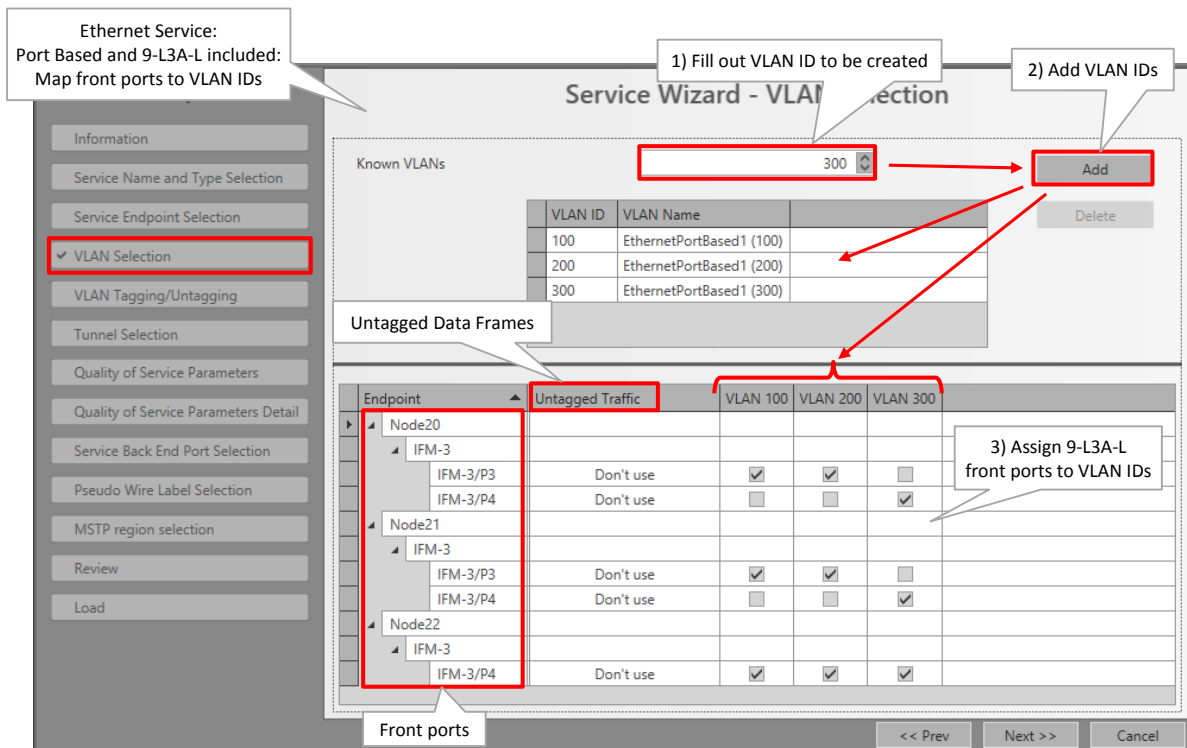 Ethernet Service:
Port Based and 9-L3A-L included:
Map front ports to VLAN IDs
1) Fill out VLAN ID to be created
2) Add VLAN IDs
Service Wizard - VLAN
ection
Information
Service Name and Type Selection
Service Endpoint Selection
VLAN Selection
VLAN Tagging/Untagging
Tunnel Selection
Quality of Service Parameters
Quality of Service Parameters Detail
Service Back End Port Selection
Pseudo Wire Label Selection
MSTP region selection
Review
Load
Known VLANs
300
Add
Delete
VLAN ID VLAN Name
100 EthernetPortBased1 (100)
200 EthernetPortBased1 (200)
300 EthernetPortBased1 (300)
Untagged Data Frames
Endpoint Untagged Traffic VLAN 100 VLAN 200 VLAN 300
Node20
IFM-3
IFM-3/P3 Don't use
IFM-3/P4 Don't use
Node21
IFM-3
IFM-3/P3 Don't use
IFM-3/P4 Don't use
Node22
IFM-3
IFM-3/P4 Don't use
3) Assign 9-L3A-L
front ports to VLAN IDs
Front ports
<< Prev
Next >>
Cancel